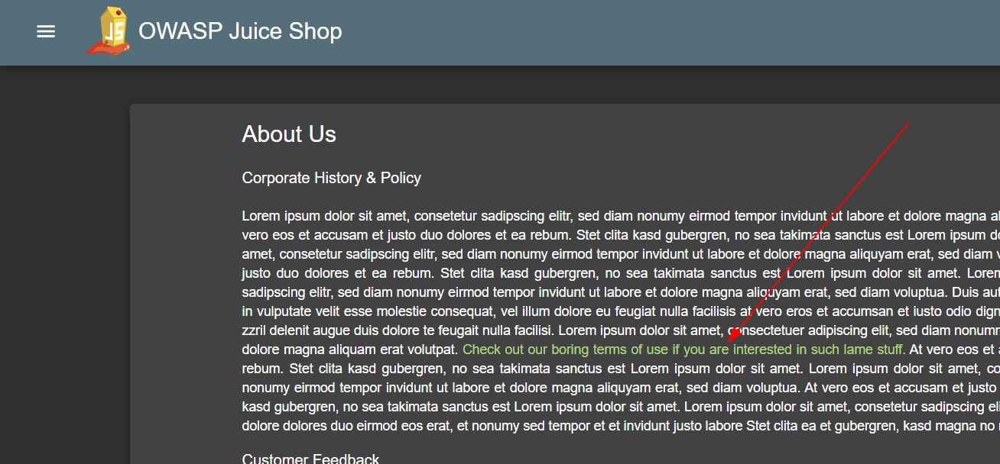 JS
OWASP Juice Shop
About Us
Corporate History & Policy
Lorem ipsum dolor sit amet, consetetur sadipscing elitr, sed diam nonumy eirmod tempor invidunt ut labore et dolore magna
vero eos et accusam et justo duo dolores et ea rebum. Stet clita kasd gubergren, no sea takimata sanctus est Lorem ipsum
amet, consetetur sadipscing elitr, sed diam nonumy eirmod tempor invidunt ut labore et dolore magna aliquyam erat, sed diam
justo duo dolores et ea rebum. Stet clita kasd gubergren, no sea takimata sanctus est Lorem ipsum dolor sit amet. Lorem
sadipscing elitr, sed diam nonumy eirmod tempor invidunt ut labore et dolore magna aliquyam erat, sed diam voluptua. Duis
in vulputate velit esse molestie consequat, vel illum dolore eu feugiat nulla facilisis at vero eros et accumsan et iusto odio
zzril delenit augue duis dolore te feugait nulla facilisi. Lorem ipsum dolor sit amet, consectetuer adipiscing elit, sed diam
dolore magna aliquam erat volutpat. Check out our boring terms of use if you are interested in such lame stuff. At vero eos et
rebum. Stet clita kasd gubergren, no sea takimata sanctus est Lorem ipsum dolor sit amet. Lorem ipsum dolor sit amet,
nonumy eirmod tempor invidunt ut labore et dolore magna aliquyam erat, sed diam voluptua. At vero eos et accusam et justo
kasd gubergren, no sea takimata sanctus est Lorem ipsum dolor sit amet. Lorem ipsum dolor sit amet, consetetur sadipscing
dolore dolores duo eirmod eos erat, et nonumy sed tempor et et invidunt justo labore Stet clita ea et gubergren, kasd magna no
Customer Feedback